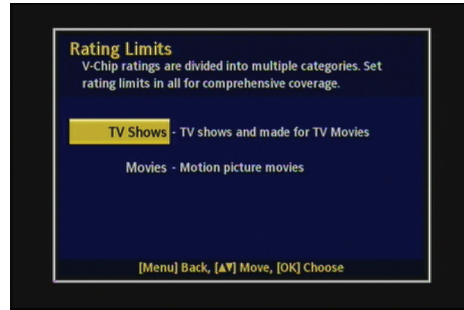 Rating Limits
V-Chip ratings are divided into multiple categories. Set
rating limits in all for comprehensive coverage.
TV Shows - TV shows and made for TV Movies
Movies - Motion picture movies
[Menu] Back, [▲▼] Move, [OK] Choose